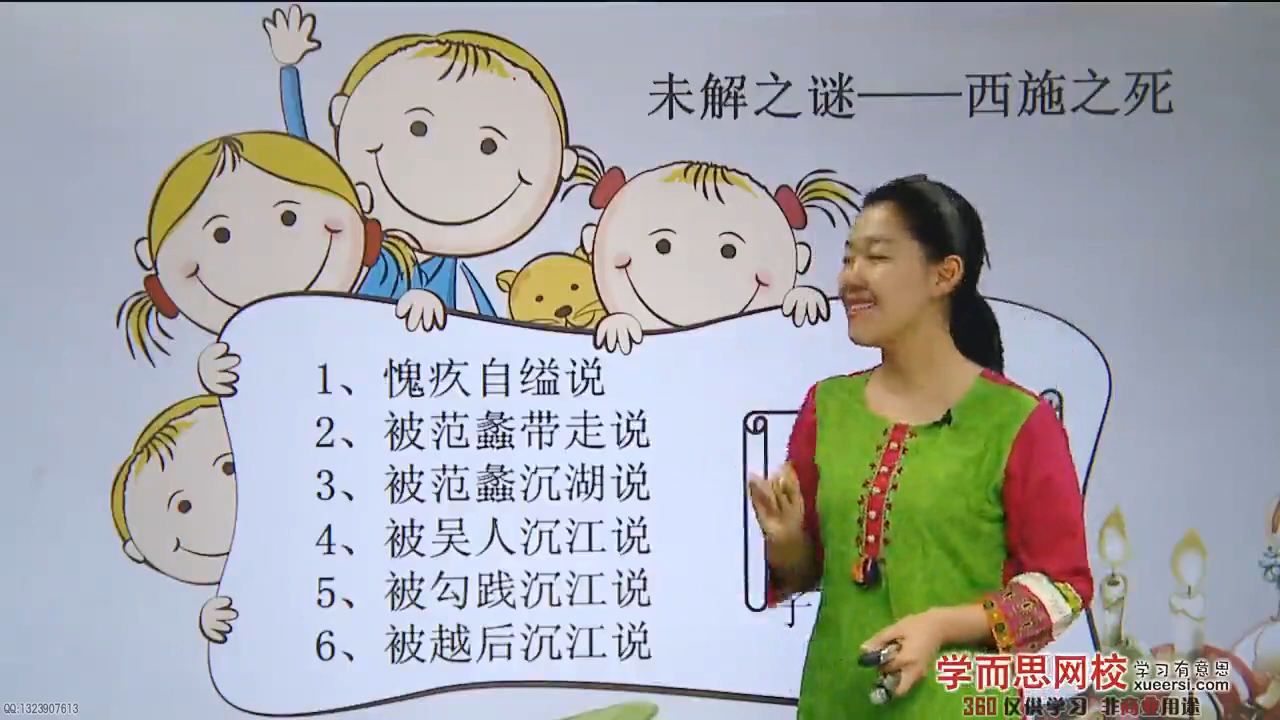 未解之谜——西施之死
1、愧疚自缢说
2、被范蠡带走说
3、被范蠡沉湖说
4、被吴人沉江说
5、被勾践沉江说
6、被越后沉江说
子
学而思网校 学习有意思
xueersi.com
360 仅供学习 非商业用途
QQ:1323907613